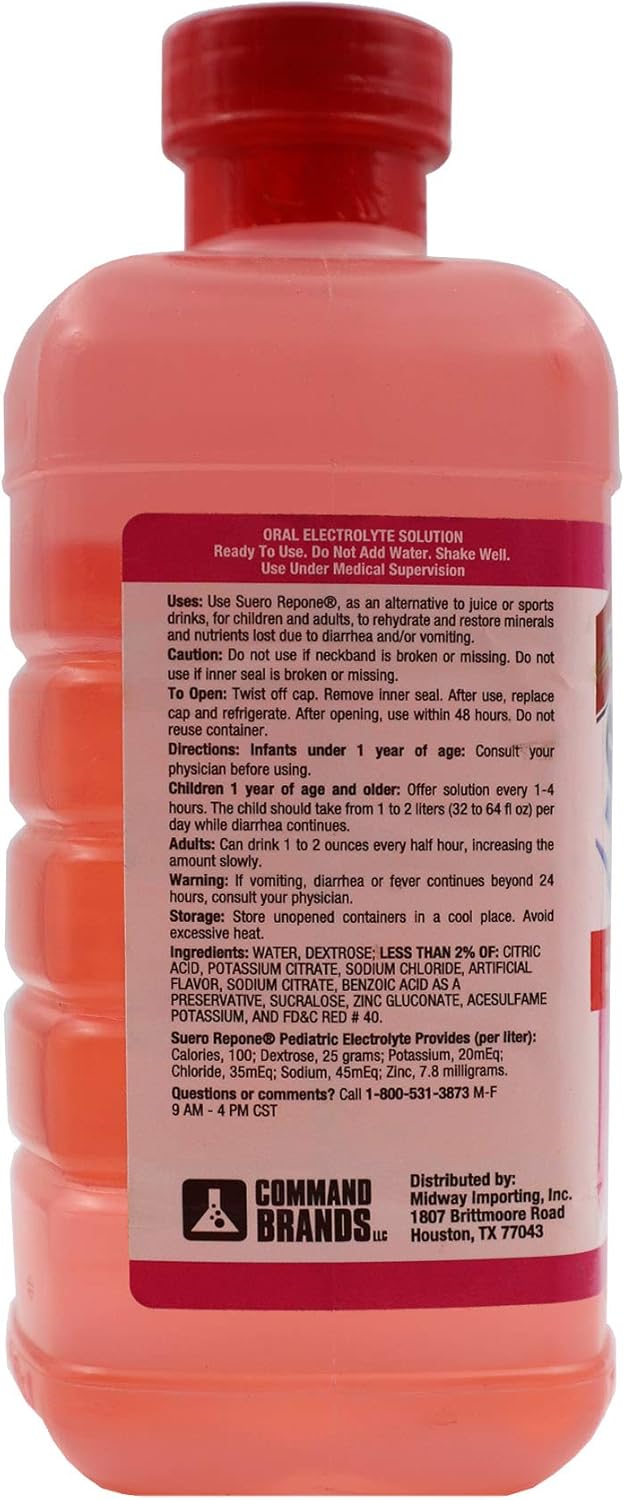 ORAL ELECTROLYTE SOLUTION
Ready To Use. Do Not Add Water. Shake Well.
Use Under Medical Supervision
Uses: Use Suero Repone®, as an alternative to juice or sports
drinks, for children and adults, to rehydrate and restore minerals
and nutrients lost due to diarrhea and/or vomiting.
Caution: Do not use if neckband is broken or missing. Do not
use if inner seal is broken or missing.
To Open: Twist off cap. Remove inner seal. After use, replace
cap and refrigerate. After opening, use within 48 hours. Do not
reuse container.
Directions: Infants under 1 year of age: Consult your
physician before using.
Children 1 year of age and older: Offer solution every 1-4
hours. The child should take from 1 to 2 liters (32 to 64 fl oz) per
day while diarrhea continues.
Adults: Can drink 1 to 2 ounces every half hour, increasing the
amount slowly.
Warning: If vomiting, diarrhea or fever continues beyond 24
hours, consult your physician.
Storage: Store unopened containers in a cool place. Avoid
excessive heat.
Ingredients: WATER, DEXTROSE; LESS THAN 2% OF: CITRIC
ACID, POTASSIUM CITRATE, SODIUM CHLORIDE, ARTIFICIAL
FLAVOR, SODIUM CITRATE, BENZOIC ACID AS A
PRESERVATIVE, SUCRALOSE, ZINC GLUCONATE, ACESULFAME
POTASSIUM, AND FD&C RED # 40.
Suero Repone® Pediatric Electrolyte Provides (per liter):
Calories, 100; Dextrose, 25 grams; Potassium, 20mEq;
Chloride, 35mEq; Sodium, 45mEq; Zinc, 7.8 milligrams.
Questions or comments? Call 1-800-531-3873 M-F
9 AM - 4 PM CST
COMMAND
BRANDS LLC
Distributed by:
Midway Importing, Inc.
1807 Brittmoore Road
Houston, TX 77043